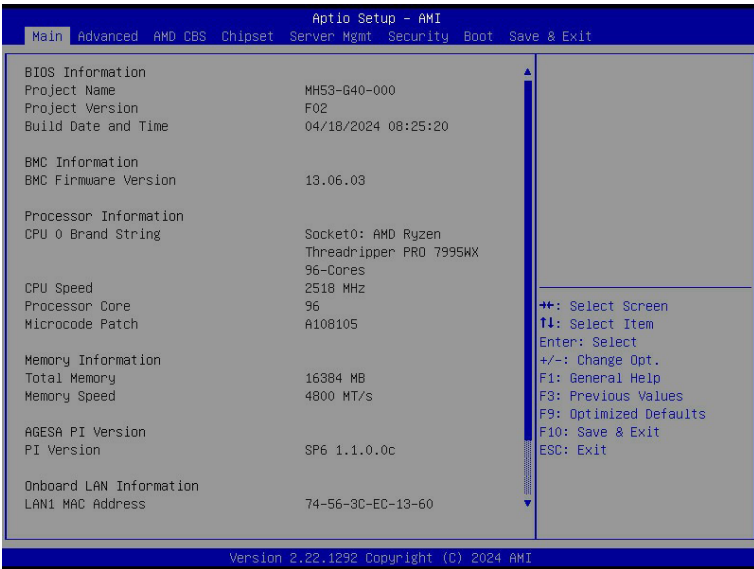 Aptio Setup - AMI
Main Advanced AMD CBS Chipset Server Mgmt Security Boot Save & Exit
BIOS Information
Project Name MH53-G40-000
Project Version F02
Build Date and Time 04/18/2024 08:25:20
BMC Information
BMC Firmware Version 13.06.03
Processor Information
CPU 0 Brand String Socket0: AMD Ryzen
Threadripper PRO 7995WX
96-Cores
CPU Speed 2518 MHz
Processor Core 96
Microcode Patch A108105
Memory Information
Total Memory 16384 MB
Memory Speed 4800 MT/s
AGESA PI Version
PI Version SP6 1.1.0.0c
Onboard LAN Information
LAN1 MAC Address 74-56-3C-EC-13-60
→←: Select Screen
↑↓: Select Item
Enter: Select
+/-: Change Opt.
F1: General Help
F3: Previous Values
F9: Optimized Defaults
F10: Save & Exit
ESC: Exit
Version 2.22.1292 Copyright (C) 2024 AMI